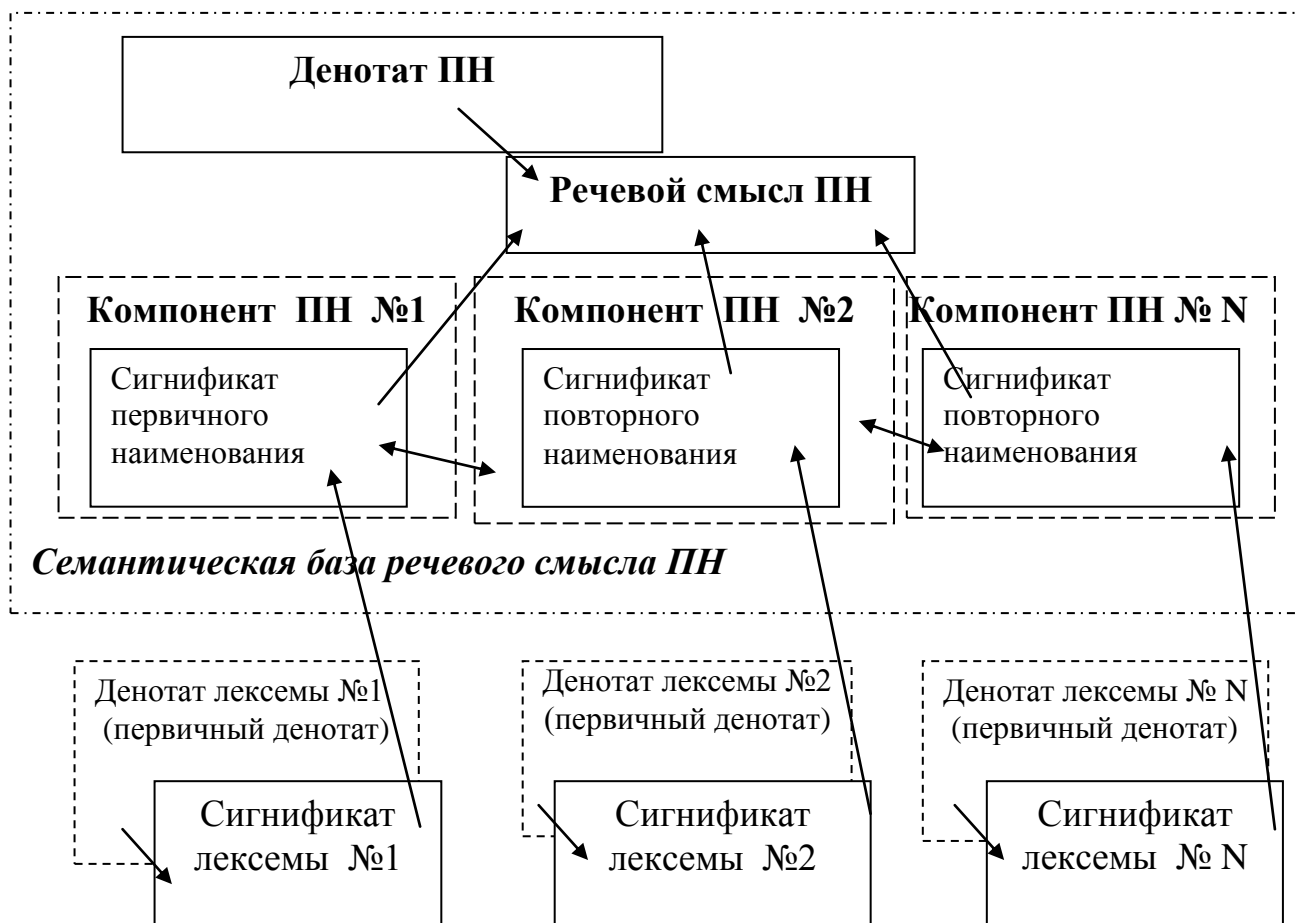 Денотат ПН
Речевой смысл ПН
Компонент ПН №1
Сигнификат
первичного
наименования
Компонент ПН №2
Сигнификат
повторного
наименования
Компонент ПН № N
Сигнификат
повторного
наименования
Семантическая база речевого смысла ПН
Денотат лексемы №1
(первичный денотат)
Сигнификат
лексемы №1
Денотат лексемы №2
(первичный денотат)
Сигнификат
лексемы №2
Денотат лексемы № N
(первичный денотат)
Сигнификат
лексемы № N